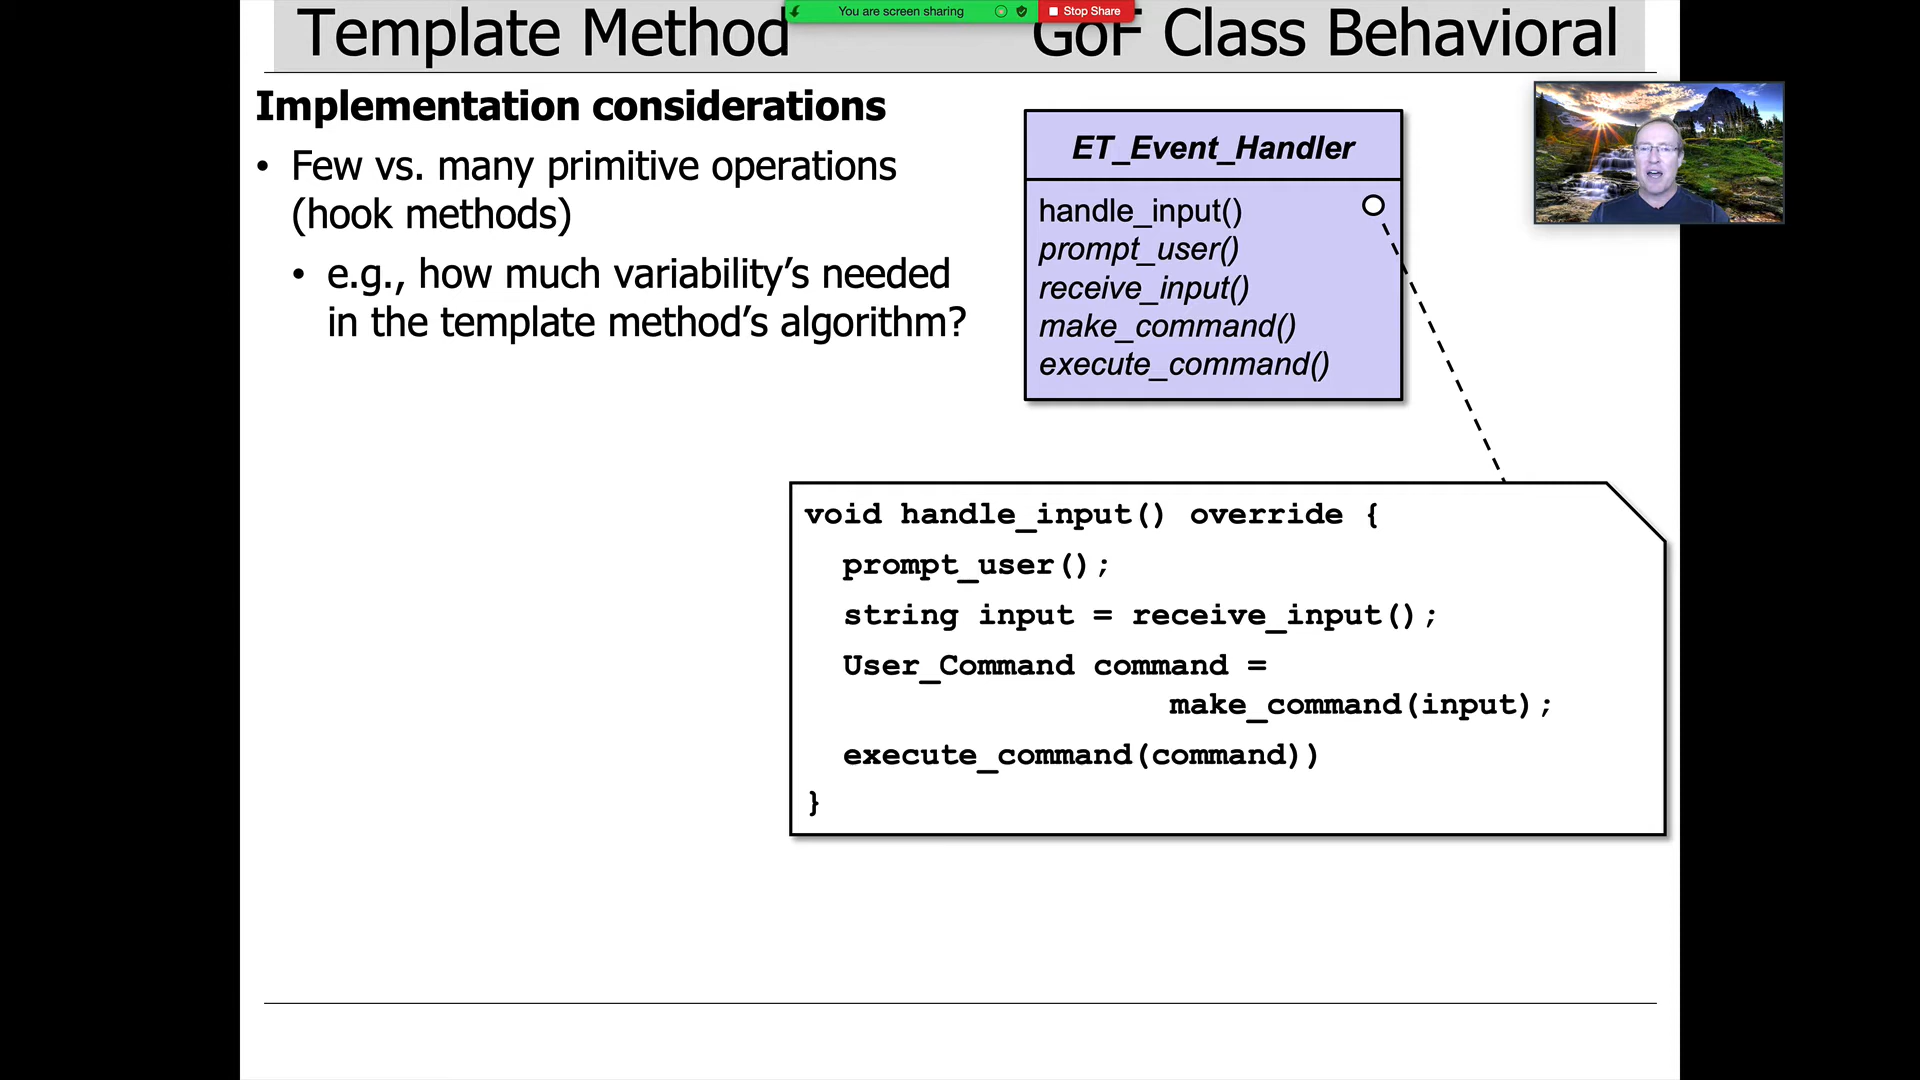 You are screen sharing
Stop Share
Template Method
GoF Class Behavioral
Implementation considerations
• Few vs. many primitive operations
(hook methods)
• e.g., how much variability’s needed
in the template method’s algorithm?
ET_Event_Handler
handle_input()
prompt_user()
receive_input()
make_command()
execute_command()
void handle_input() override {
prompt_user();
string input = receive_input();
User_Command command =
make_command(input);
execute_command(command))
}